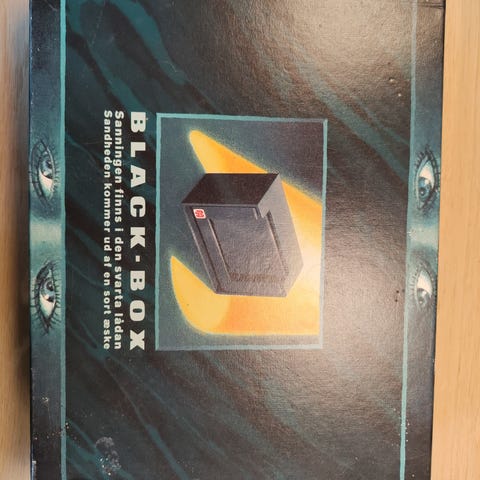 BLACK-BOX
Sanningen finns i den svarta lådan
Sandheden kommer ud af en sort æske